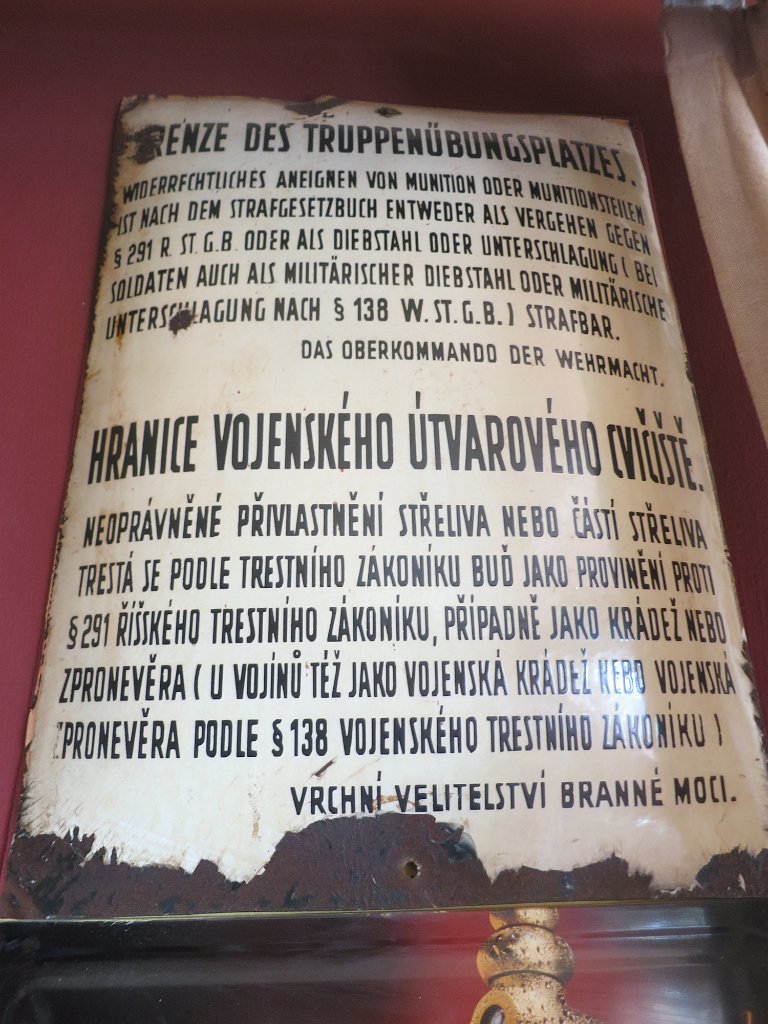 GRENZE DES TRUPPENÜBUNGSPLATZES.
WIDERRECHTLICHES ANEIGNEN VON MUNITION ODER MUNITIONSTEILEN
IST NACH DEM STRAFGESETZBUCH ENTWEDER ALS VERGEHEN GEGEN
§ 291 R. ST. G. B. ODER ALS DIEBSTAHL ODER UNTERSCHLAGUNG ( BEI
SOLDATEN AUCH ALS MILITÄRISCHER DIEBSTAHL ODER MILITÄRISCHE
UNTERSCHLAGUNG NACH § 138 W. ST. G. B. ) STRAFBAR.
DAS OBERKOMMANDO DER WEHRMACHT.
HRANICE VOJENSKÉHO ÚTVAROVÉHO CVIČIŠTĚ.
NEOPRÁVNĚNÉ PŘIVLASTNĚNÍ STŘELIVA NEBO ČÁSTÍ STŘELIVA
TRESTÁ SE PODLE TRESTNÍHO ZÁKONÍKU BUĎ JAKO PROVINĚNÍ PROTI
§ 291 ŘÍŠSKÉHO TRESTNÍHO ZÁKONÍKU, PŘÍPADNĚ JAKO KRÁDEŽ NEBO
ZPRONEVĚRA ( U VOJÍNŮ TÉŽ JAKO VOJENSKÁ KRÁDEŽ NEBO VOJENSKÁ
ZPRONEVĚRA PODLE § 138 VOJENSKÉHO TRESTNÍHO ZÁKONÍKU )
VRCHNÍ VELITELSTVÍ BRANNÉ MOCI.